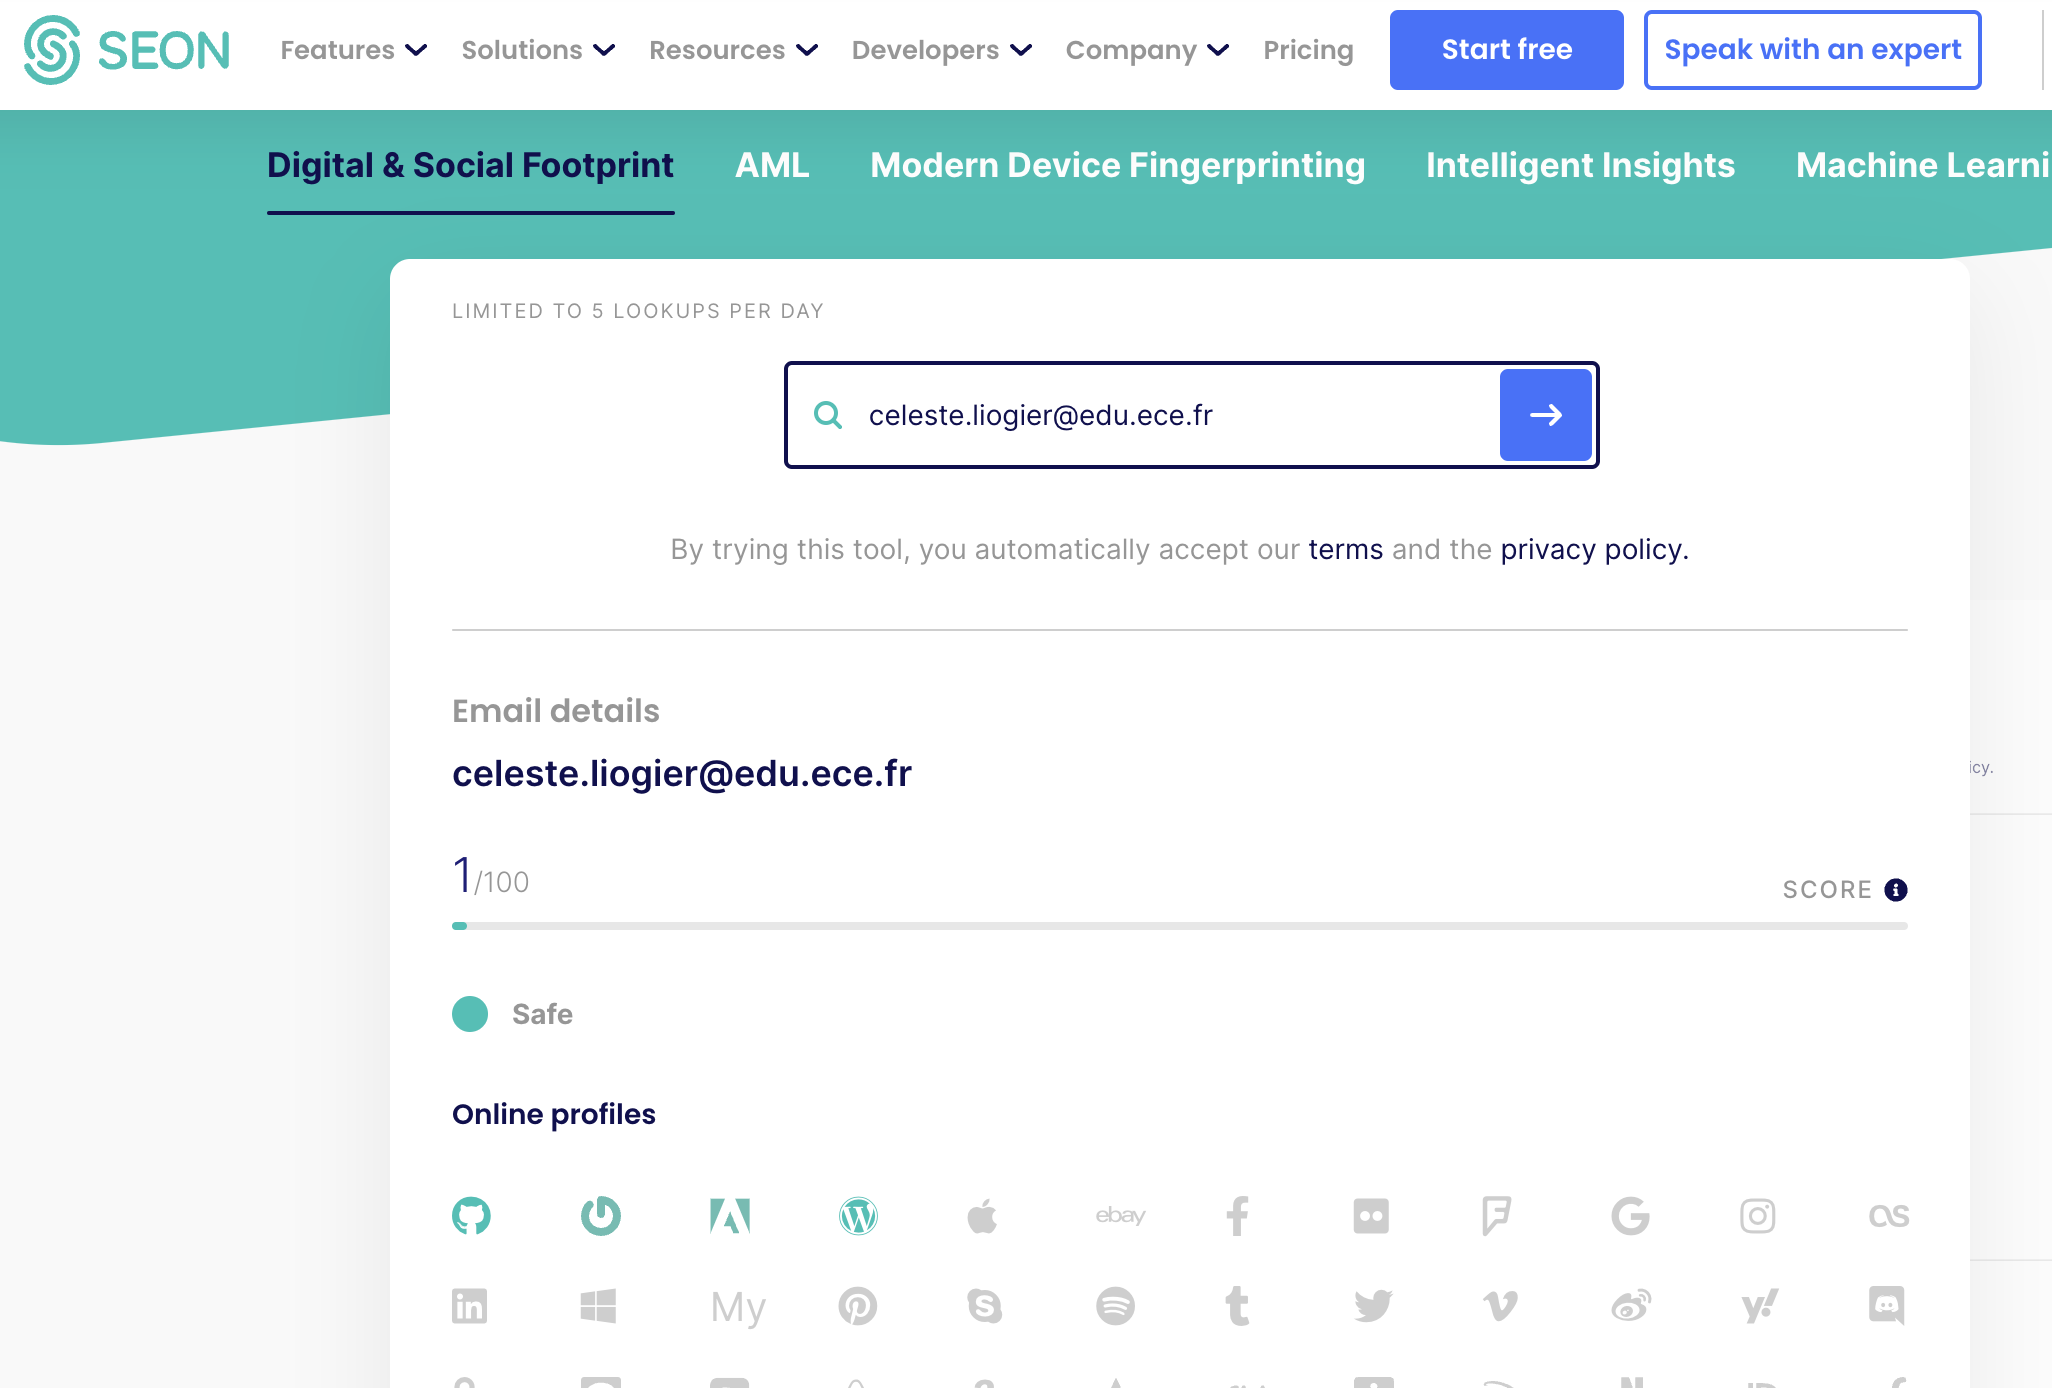 SEON Features Solutions Resources Developers Company Pricing Start free Speak with an expert
Digital & Social Footprint AML Modern Device Fingerprinting Intelligent Insights Machine Learni
LIMITED TO 5 LOOKUPS PER DAY
celeste.liogier@edu.ece.fr
By trying this tool, you automatically accept our terms and the privacy policy.
Email details
icy.
celeste.liogier@edu.ece.fr
1/100
SCORE
Safe
Online profiles
ebay
My